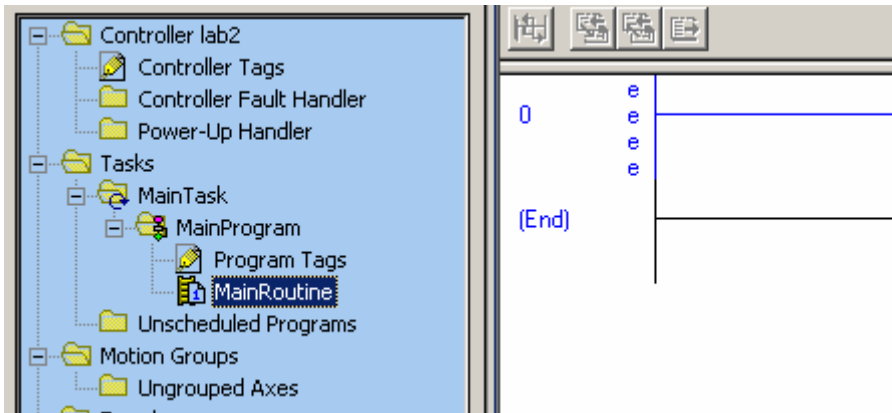 Controller lab2
Controller Tags
Controller Fault Handler
Power-Up Handler
Tasks
MainTask
MainProgram
Program Tags
MainRoutine
Unscheduled Programs
Motion Groups
Ungrouped Axes
e
0 e
e
e
(End)